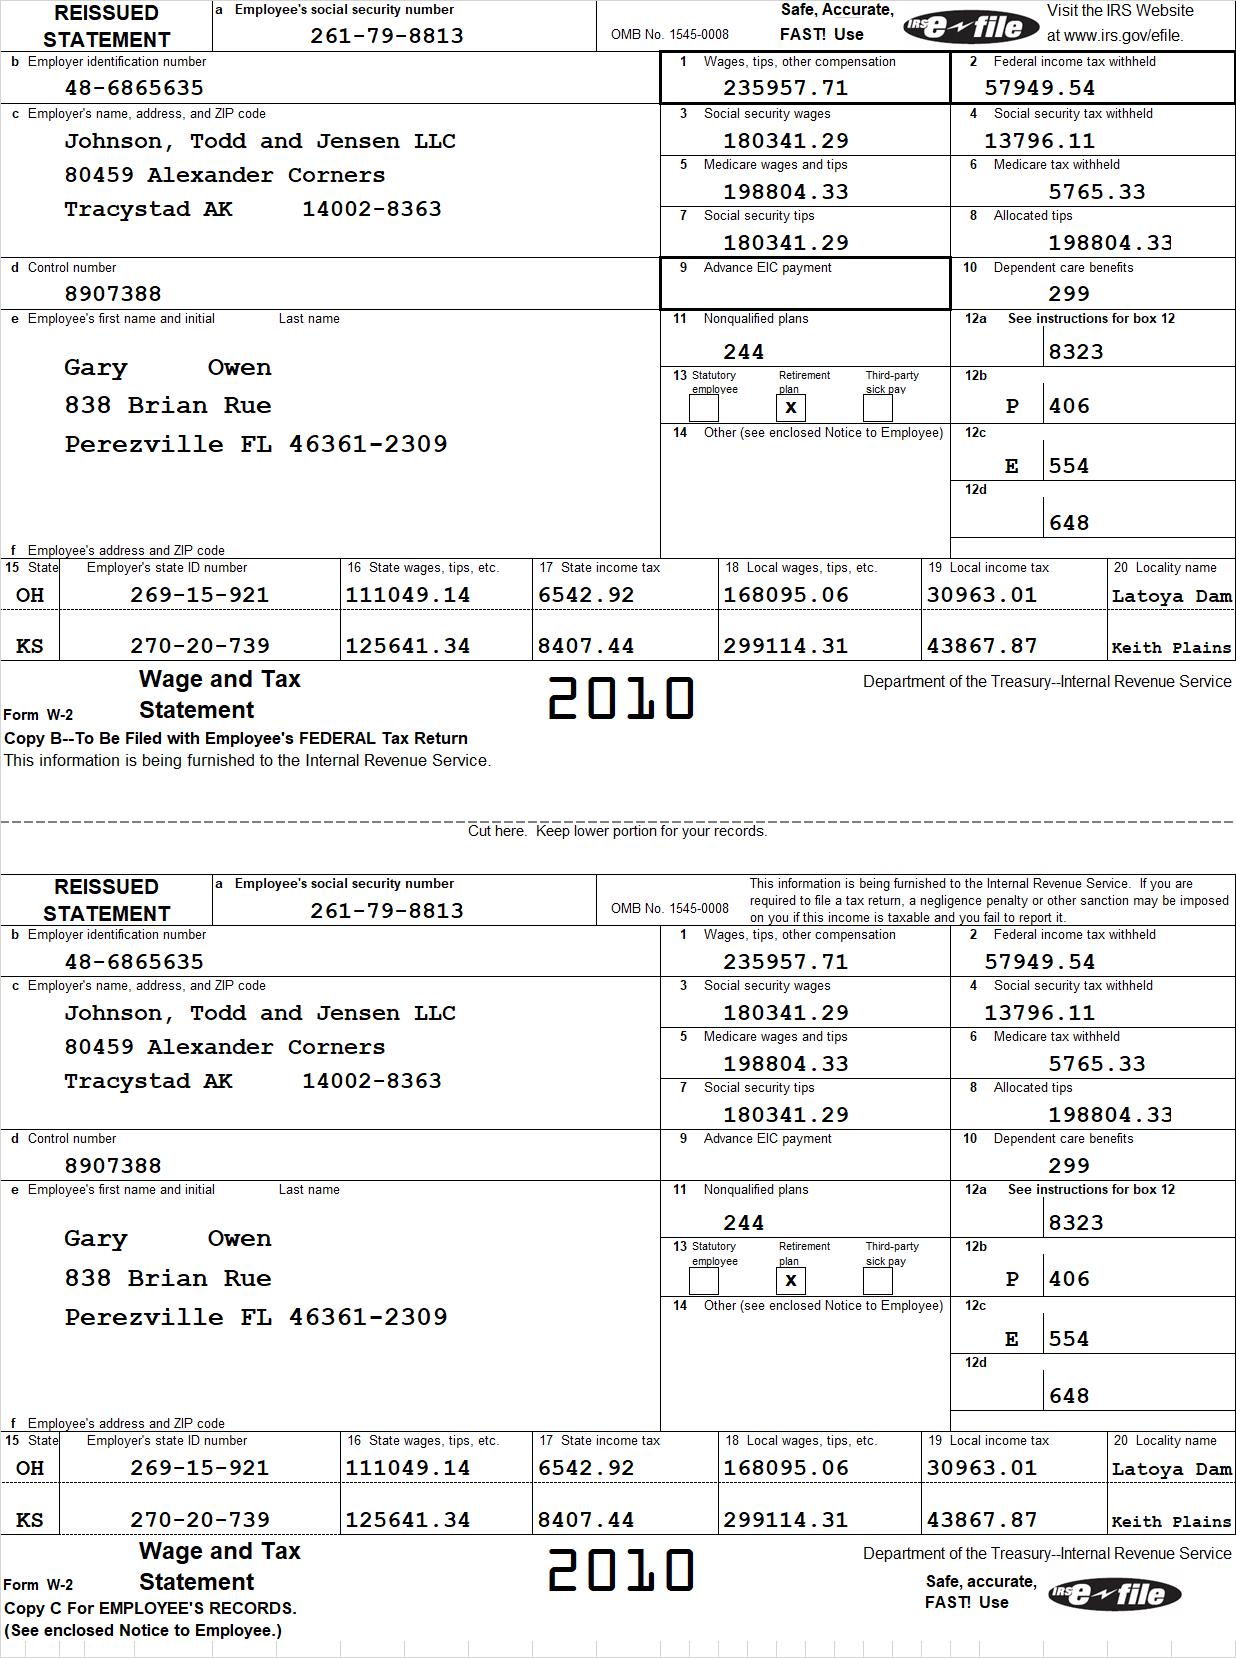 REISSUED STATEMENT
a Employee's social security number
261-79-8813
OMB No. 1545-0008
Safe, Accurate, FAST! Use
IRS e-file
Visit the IRS Website at www.irs.gov/efile.
b Employer identification number
48-6865635
1 Wages, tips, other compensation
235957.71
2 Federal income tax withheld
57949.54
c Employer's name, address, and ZIP code
Johnson, Todd and Jensen LLC
80459 Alexander Corners
Tracystad AK 14002-8363
3 Social security wages
180341.29
4 Social security tax withheld
13796.11
5 Medicare wages and tips
198804.33
6 Medicare tax withheld
5765.33
7 Social security tips
180341.29
8 Allocated tips
198804.33
d Control number
8907388
9 Advance EIC payment
10 Dependent care benefits
299
e Employee's first name and initial Last name
Gary Owen
838 Brian Rue
Perezville FL 46361-2309
11 Nonqualified plans
244
12a See instructions for box 12
8323
13 Statutory employee Retirement plan Third-party sick pay
x
12b
P 406
14 Other (see enclosed Notice to Employee)
12c
E 554
12d
648
f Employee's address and ZIP code
15 State Employer's state ID number 16 State wages, tips, etc. 17 State income tax 18 Local wages, tips, etc. 19 Local income tax 20 Locality name
OH 269-15-921 111049.14 6542.92 168095.06 30963.01 Latoya Dam
KS 270-20-739 125641.34 8407.44 299114.31 43867.87 Keith Plains
Form W-2 Wage and Tax Statement
2010
Department of the Treasury--Internal Revenue Service
Copy B--To Be Filed with Employee's FEDERAL Tax Return
This information is being furnished to the Internal Revenue Service.
Cut here. Keep lower portion for your records.
REISSUED STATEMENT
a Employee's social security number
261-79-8813
OMB No. 1545-0008
This information is being furnished to the Internal Revenue Service. If you are
required to file a tax return, a negligence penalty or other sanction may be imposed
on you if this income is taxable and you fail to report it.
b Employer identification number
48-6865635
1 Wages, tips, other compensation
235957.71
2 Federal income tax withheld
57949.54
c Employer's name, address, and ZIP code
Johnson, Todd and Jensen LLC
80459 Alexander Corners
Tracystad AK 14002-8363
3 Social security wages
180341.29
4 Social security tax withheld
13796.11
5 Medicare wages and tips
198804.33
6 Medicare tax withheld
5765.33
7 Social security tips
180341.29
8 Allocated tips
198804.33
d Control number
8907388
9 Advance EIC payment
10 Dependent care benefits
299
e Employee's first name and initial Last name
Gary Owen
838 Brian Rue
Perezville FL 46361-2309
11 Nonqualified plans
244
12a See instructions for box 12
8323
13 Statutory employee Retirement plan Third-party sick pay
x
12b
P 406
14 Other (see enclosed Notice to Employee)
12c
E 554
12d
648
f Employee's address and ZIP code
15 State Employer's state ID number 16 State wages, tips, etc. 17 State income tax 18 Local wages, tips, etc. 19 Local income tax 20 Locality name
OH 269-15-921 111049.14 6542.92 168095.06 30963.01 Latoya Dam
KS 270-20-739 125641.34 8407.44 299114.31 43867.87 Keith Plains
Form W-2 Wage and Tax Statement
2010
Department of the Treasury--Internal Revenue Service
Safe, accurate, FAST! Use
IRS e-file
Copy C For EMPLOYEE'S RECORDS.
(See enclosed Notice to Employee.)